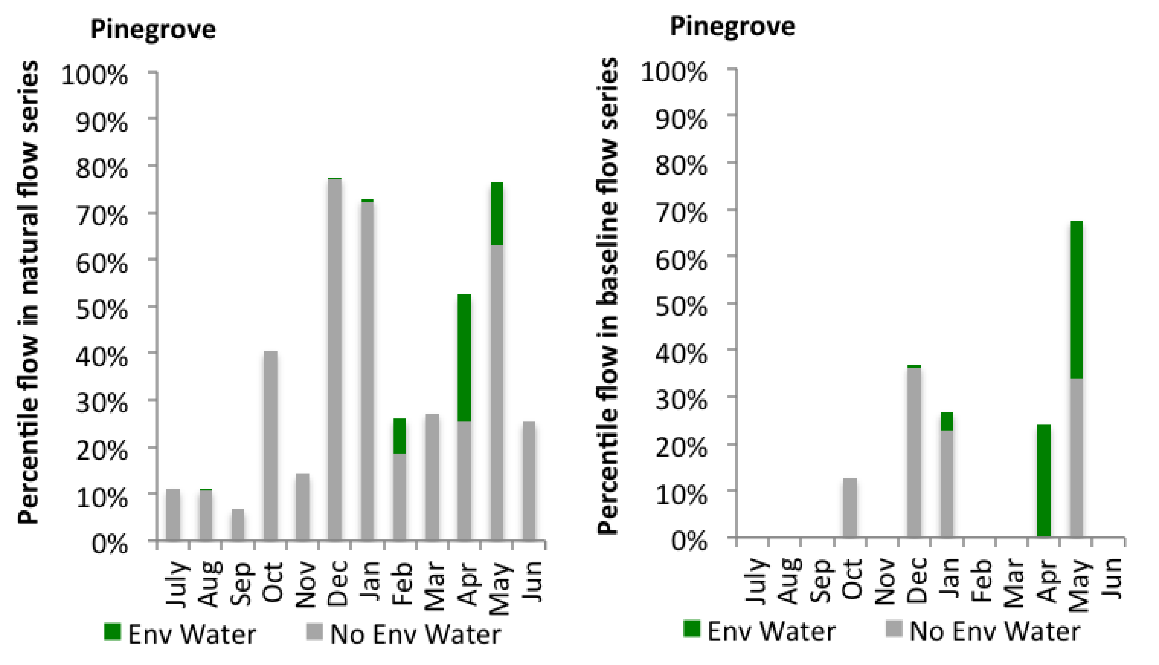 Pinegrove
Percentile flow in natural flow series
100%
90%
80%
70%
60%
50%
40%
30%
20%
10%
0%
July Aug Sep Oct Nov Dec Jan Feb Mar Apr May Jun
Env Water No Env Water
Pinegrove
Percentile flow in baseline flow series
100%
90%
80%
70%
60%
50%
40%
30%
20%
10%
0%
July Aug Sep Oct Nov Dec Jan Feb Mar Apr May Jun
Env Water No Env Water